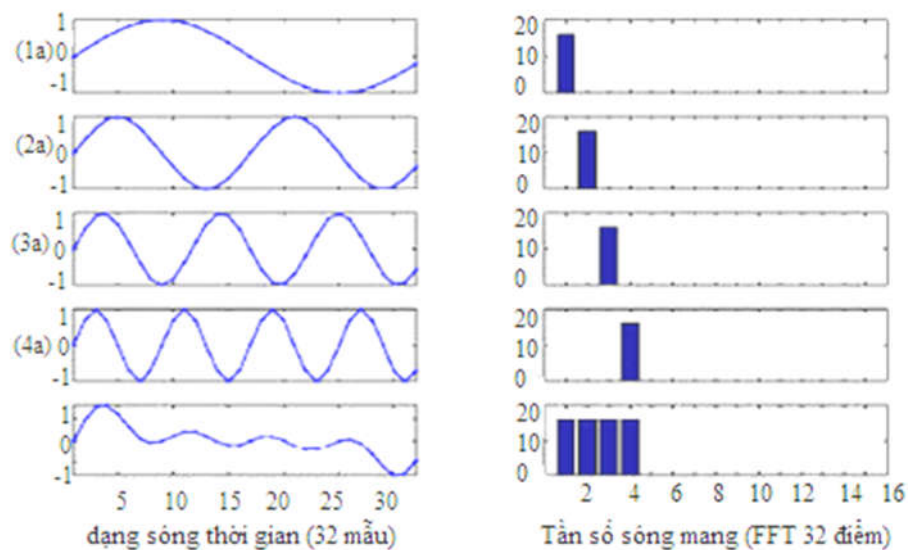 (1a) 1 0 -1 20 10 0
(2a) 1 0 -1 20 10 0
(3a) 1 0 -1 20 10 0
(4a) 1 0 -1 20 10 0
1 0 -1 20 10 0
5 10 15 20 25 30 2 4 6 8 10 12 14 16
dạng sóng thời gian (32 mẫu) Tần số sóng mang (FFT 32 điểm)